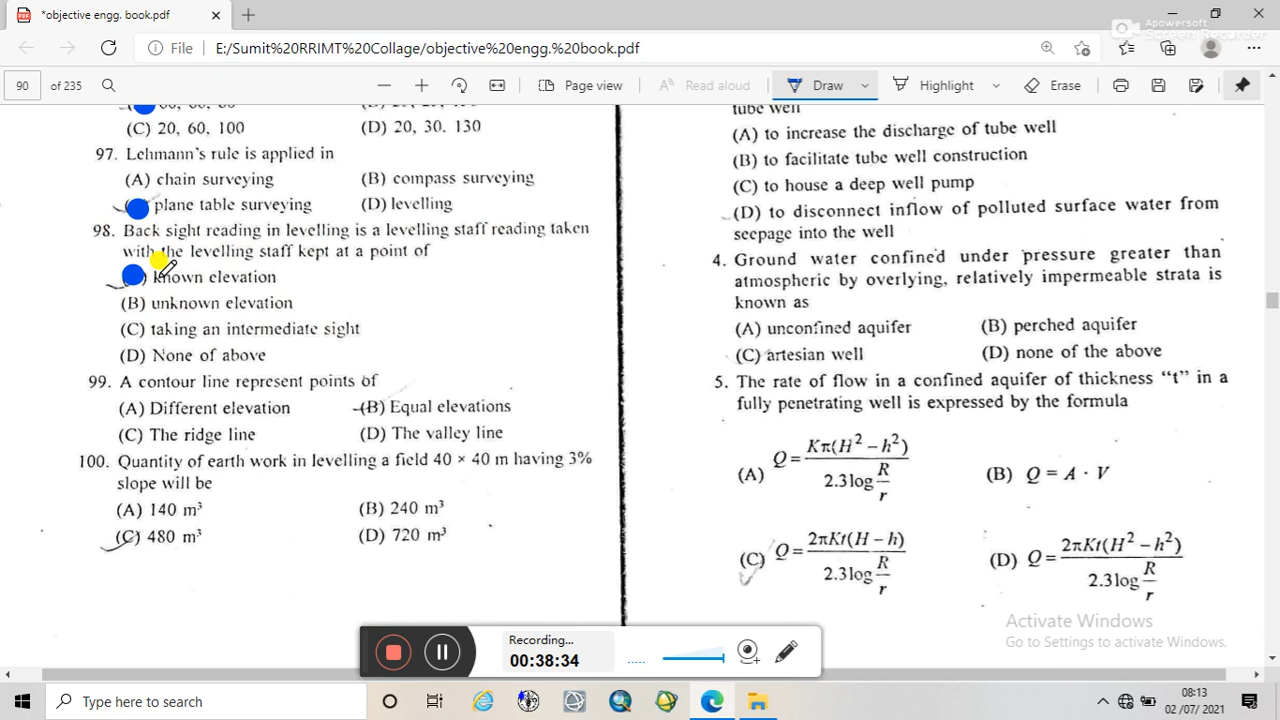 *objective engg. book.pdf
Apowersoft
Screen Recorder
File
E:/Sumit%20RRIMT%20Collage/objective%20engg.%20book.pdf
90
of 235
Page view
Read aloud
Draw
Highlight
Erase
(C) 20, 60, 100
(D) 20, 30. 130
97. Lehmann's rule is applied in
(A) chain surveying
(B) compass surveying
plane table surveying
(D) levelling
98. Back sight reading in levelling is a levelling staff reading taken
with the levelling staff kept at a point of
) known elevation
(B) unknown elevation
(C) taking an intermediate sight
(D) None of above
99. A contour line represent points of
(A) Different elevation
(B) Equal elevations
(C) The ridge line
(D) The valley line
100. Quantity of earth work in levelling a field 40 × 40 m having 3%
slope will be
(A) 140 m³
(B) 240 m³
(C) 480 m³
(D) 720 m³
tube well
(A) to increase the discharge of tube well
(B) to facilitate tube well construction
(C) to house a deep well pump
(D) to disconnect inflow of polluted surface water from
seepage into the well
4. Ground water confined under pressure greater than
atmospheric by overlying, relatively impermeable strata is
known as
(A) unconfined aquifer
(B) perched aquifer
(C) artesian well
(D) none of the above
5. The rate of flow in a confined aquifer of thickness "t" in a
fully penetrating well is expressed by the formula
(A) Q = Kπ(H² – h²) / 2.3 log R/r
(B) Q = A · V
(C) Q = 2πKt(H – h) / 2.3 log R/r
(D) Q = 2πKt(H² – h²) / 2.3 log R/r
Activate Windows
Go to Settings to activate Windows.
Recording...
00:38:34
Type here to search
08:13
02/07/2021